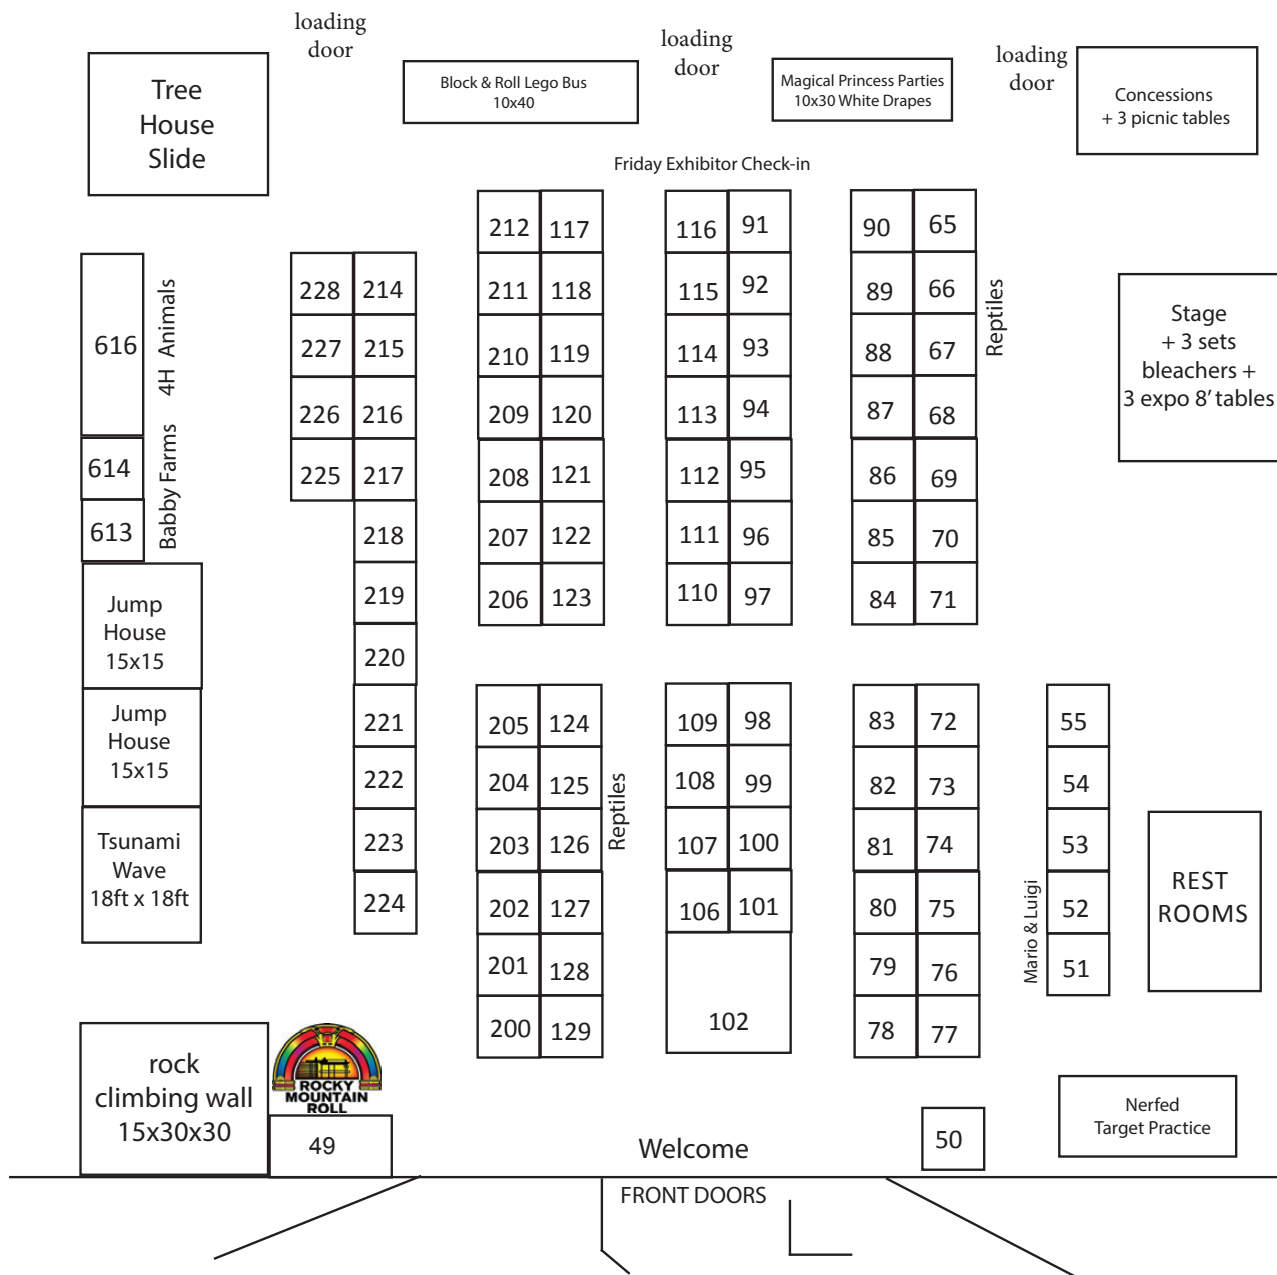 loading
door
loading
door
loading
door
Tree
House
Slide
Block & Roll Lego Bus
10x40
Magical Princess Parties
10x30 White Drapes
Concessions
+ 3 picnic tables
Friday Exhibitor Check-in
212 117 116 91 90 65
228 214 211 118 115 92 89 66
227 215 210 119 114 93 88 67
226 216 209 120 113 94 87 68
225 217 208 121 112 95 86 69
218 207 122 111 96 85 70
219 206 123 110 97 84 71
220
221 205 124 109 98 83 72 55
222 204 125 108 99 82 73 54
223 203 126 107 100 81 74 53
224 202 127 106 101 80 75 52
201 128 79 76 51
200 129 102 78 77
616
614
613
4H Animals
Babby Farms
Reptiles
Stage
+ 3 sets
bleachers +
3 expo 8' tables
Jump
House
15x15
Jump
House
15x15
Tsunami
Wave
18ft x 18ft
Reptiles
Mario & Luigi
REST
ROOMS
rock
climbing wall
15x30x30
ROCKY
MOUNTAIN
ROLL
49
Welcome
50
Nerfed
Target Practice
FRONT DOORS